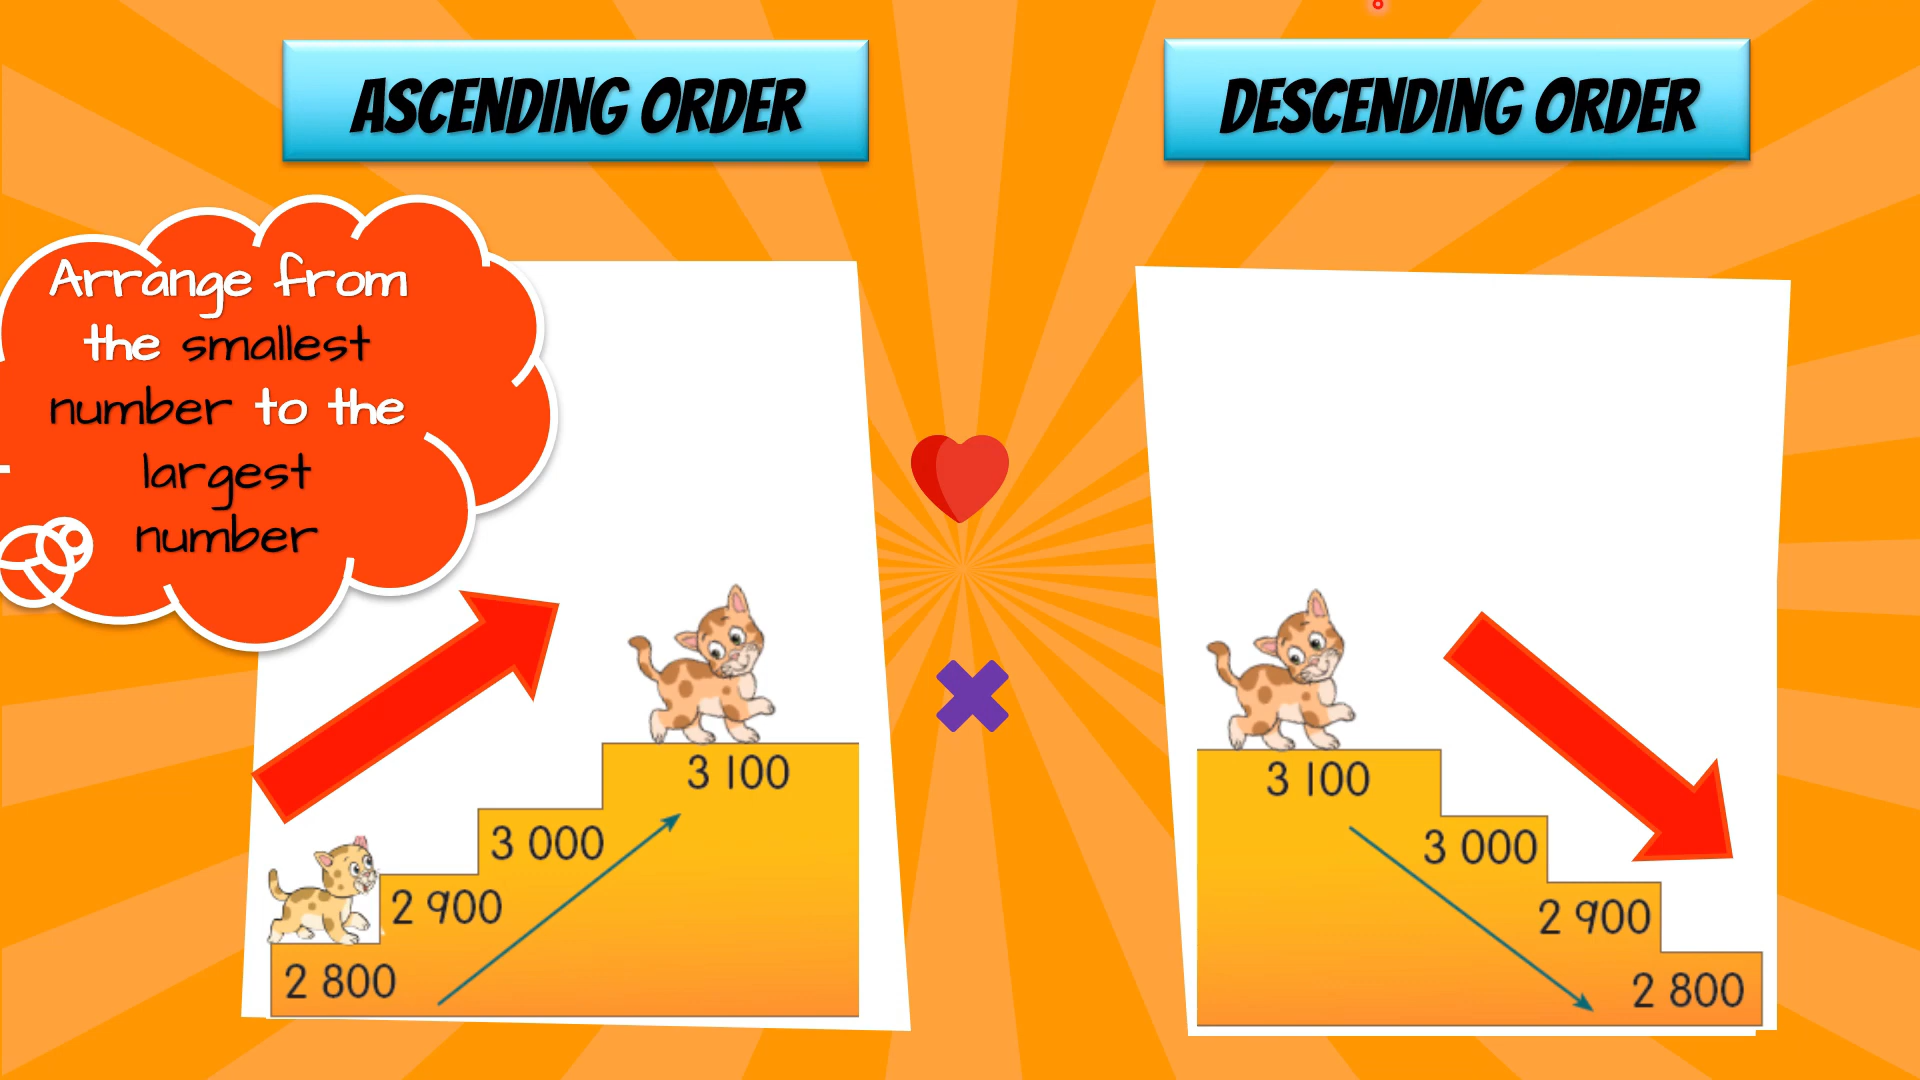 ASCENDING ORDER
DESCENDING ORDER
Arrange from
the smallest
number to the
largest
number
3 100
3 000
2 900
2 800
3 100
3 000
2 900
2 800